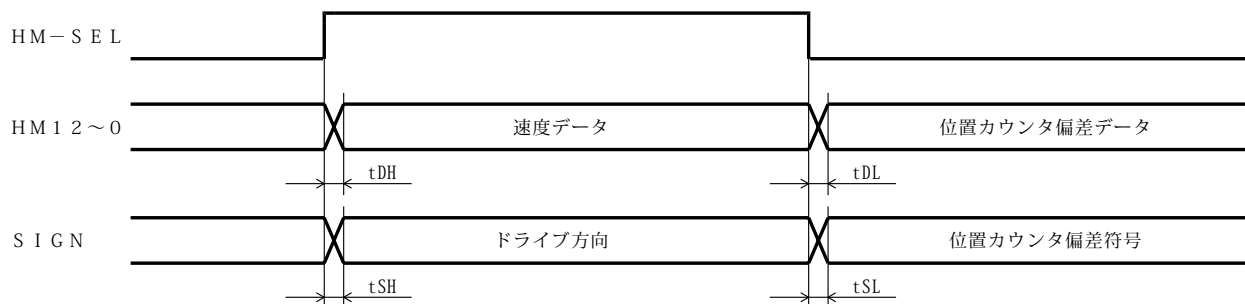 ＨＭ－ＳＥＬ
ＨＭ１２～０
速度データ
位置カウンタ偏差データ
tDH
tDL
ＳＩＧＮ
ドライブ方向
位置カウンタ偏差符号
tSH
tSL